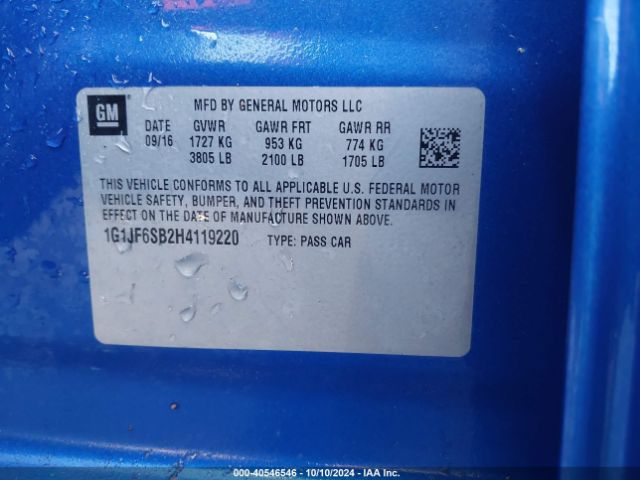 GM ®
MFD BY GENERAL MOTORS LLC
DATE GVWR GAWR FRT GAWR RR
09/16 1727 KG 953 KG 774 KG
3805 LB 2100 LB 1705 LB
THIS VEHICLE CONFORMS TO ALL APPLICABLE U.S. FEDERAL MOTOR
VEHICLE SAFETY, BUMPER, AND THEFT PREVENTION STANDARDS IN
EFFECT ON THE DATE OF MANUFACTURE SHOWN ABOVE.
1G1JF6SB2H4119220 TYPE: PASS CAR
000-40546546 - 10/10/2024 - IAA Inc.